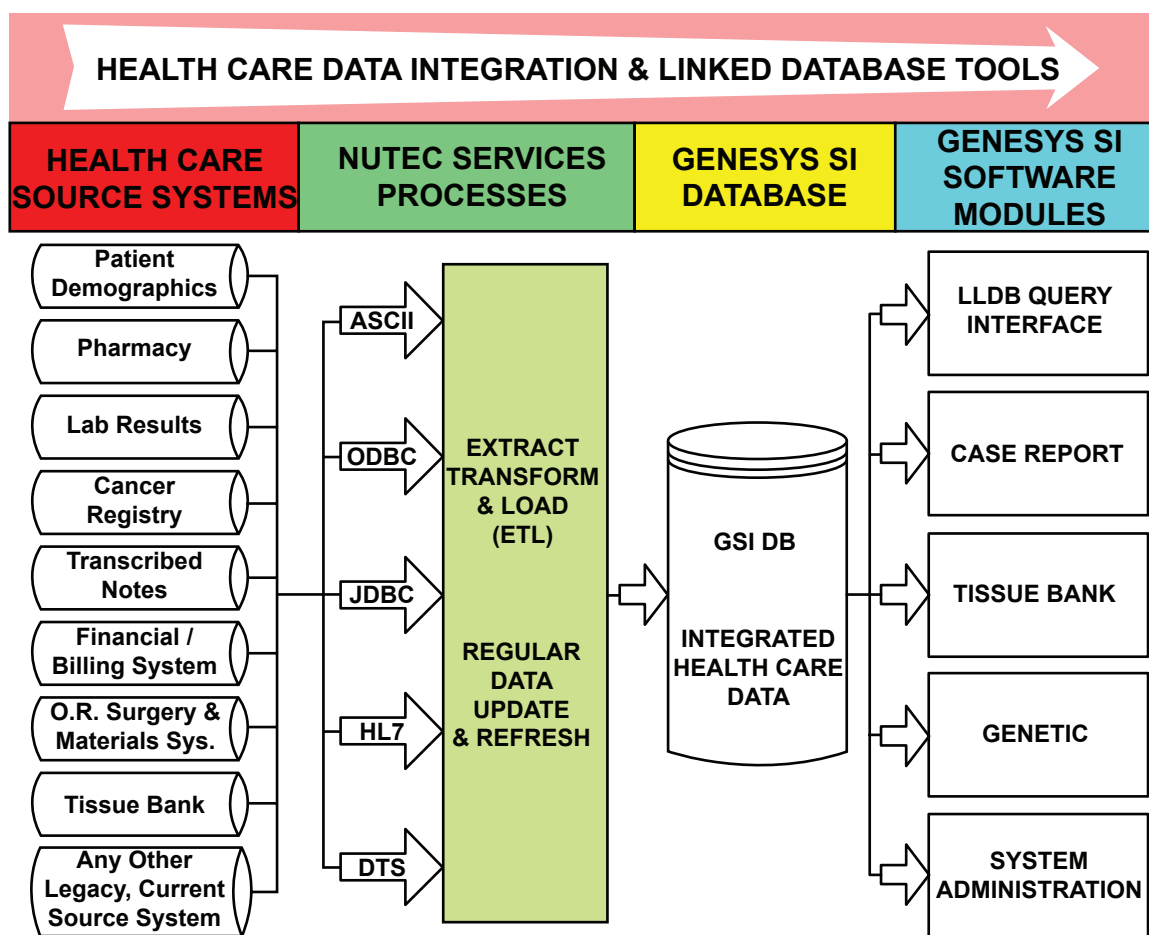 HEALTH CARE DATA INTEGRATION & LINKED DATABASE TOOLS
HEALTH CARE
SOURCE SYSTEMS
NUTEC SERVICES
PROCESSES
GENESYS SI
DATABASE
GENESYS SI
SOFTWARE
MODULES
Patient
Demographics
Pharmacy
Lab Results
Cancer
Registry
Transcribed
Notes
Financial /
Billing System
O.R. Surgery &
Materials Sys.
Tissue Bank
Any Other
Legacy, Current
Source System
ASCII
ODBC
JDBC
HL7
DTS
EXTRACT
TRANSFORM
& LOAD
(ETL)
REGULAR
DATA
UPDATE
& REFRESH
GSI DB
INTEGRATED
HEALTH CARE
DATA
LLDB QUERY
INTERFACE
CASE REPORT
TISSUE BANK
GENETIC
SYSTEM
ADMINISTRATION